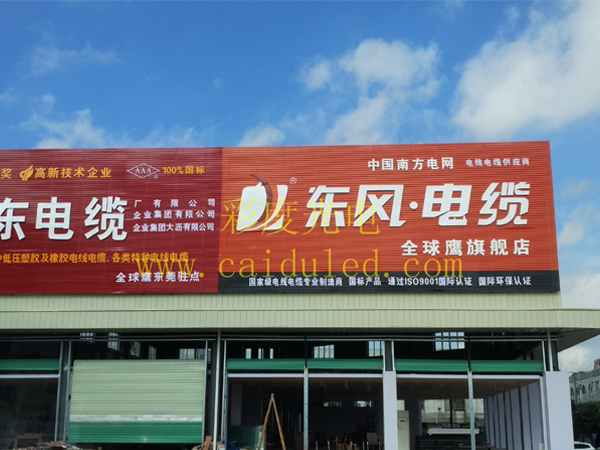 奖 高新技术企业 AAA 100%国标
东电缆
厂有限公司
企业集团有限公司
企业集团大沥有限公司
中低压塑胶及橡胶电线电缆、各类特种电线电缆
全球鹰东莞驻点
中国南方电网 电线电缆供应商
®
东风·电缆
全球鹰旗舰店
国家级电线电缆专业制造商 国标产品 通过ISO9001国际认证 国际环保认证
彩度光电
www.caiduled.com